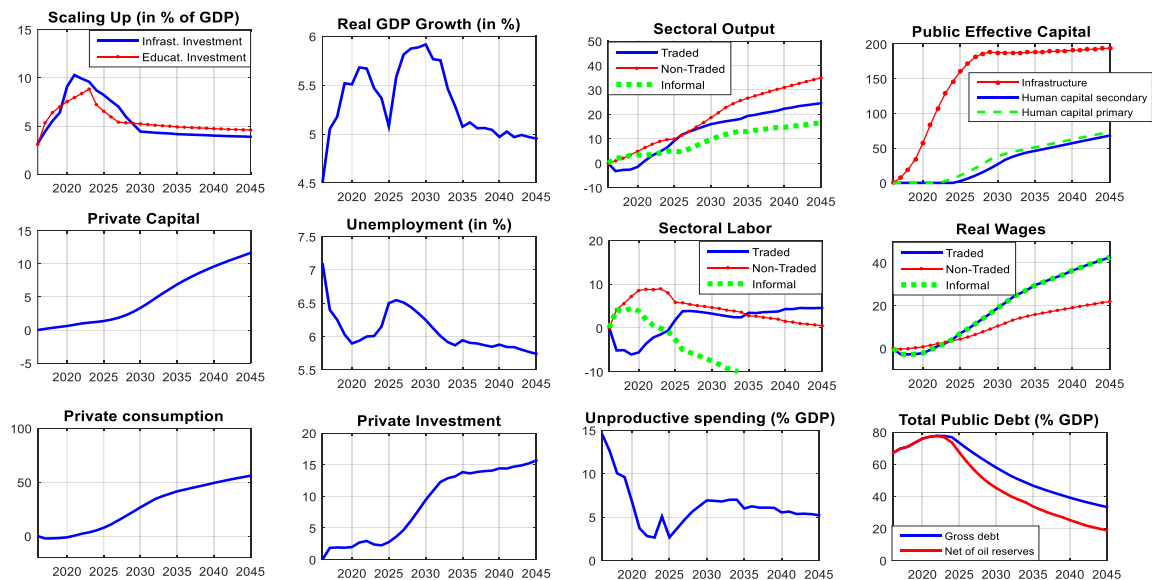 Scaling Up (in % of GDP)
15
10
5
0
Infrast. Investment
Educat. Investment
2020 2025 2030 2035 2040 2045
Real GDP Growth (in %)
6
5.5
5
4.5
2020 2025 2030 2035 2040 2045
Sectoral Output
50
40
30
20
10
0
-10
Traded
Non-Traded
Informal
2020 2025 2030 2035 2040 2045
Public Effective Capital
200
150
100
50
0
Infrastructure
Human capital secondary
Human capital primary
2020 2025 2030 2035 2040 2045
Private Capital
15
10
5
0
-5
2020 2025 2030 2035 2040 2045
Unemployment (in %)
7.5
7
6.5
6
5.5
2020 2025 2030 2035 2040 2045
Sectoral Labor
20
10
0
-10
Traded
Non-Traded
Informal
2020 2025 2030 2035 2040 2045
Real Wages
40
20
0
Traded
Non-Traded
Informal
2020 2025 2030 2035 2040 2045
Private consumption
100
50
0
2020 2025 2030 2035 2040 2045
Private Investment
20
15
10
5
0
2020 2025 2030 2035 2040 2045
Unproductive spending (% GDP)
15
10
5
0
2020 2025 2030 2035 2040 2045
Total Public Debt (% GDP)
80
60
40
20
0
Gross debt
Net of oil reserves
2020 2025 2030 2035 2040 2045